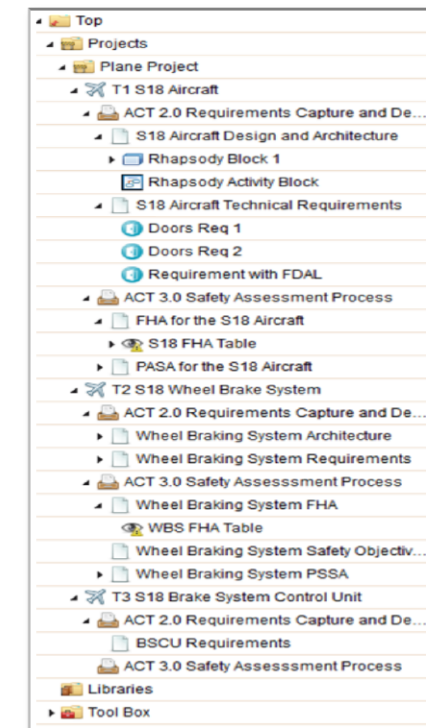 Top
Projects
Plane Project
T1 S18 Aircraft
ACT 2.0 Requirements Capture and De...
S18 Aircraft Design and Architecture
Rhapsody Block 1
Rhapsody Activity Block
S18 Aircraft Technical Requirements
Doors Req 1
Doors Req 2
Requirement with FDAL
ACT 3.0 Safety Assessment Process
FHA for the S18 Aircraft
S18 FHA Table
PASA for the S18 Aircraft
T2 S18 Wheel Brake System
ACT 2.0 Requirements Capture and De...
Wheel Braking System Architecture
Wheel Braking System Requirements
ACT 3.0 Safety Assesssment Process
Wheel Braking System FHA
WBS FHA Table
Wheel Braking System Safety Objectiv...
Wheel Braking System PSSA
T3 S18 Brake System Control Unit
ACT 2.0 Requirements Capture and De...
BSCU Requirements
ACT 3.0 Safety Assesssment Process
Libraries
Tool Box